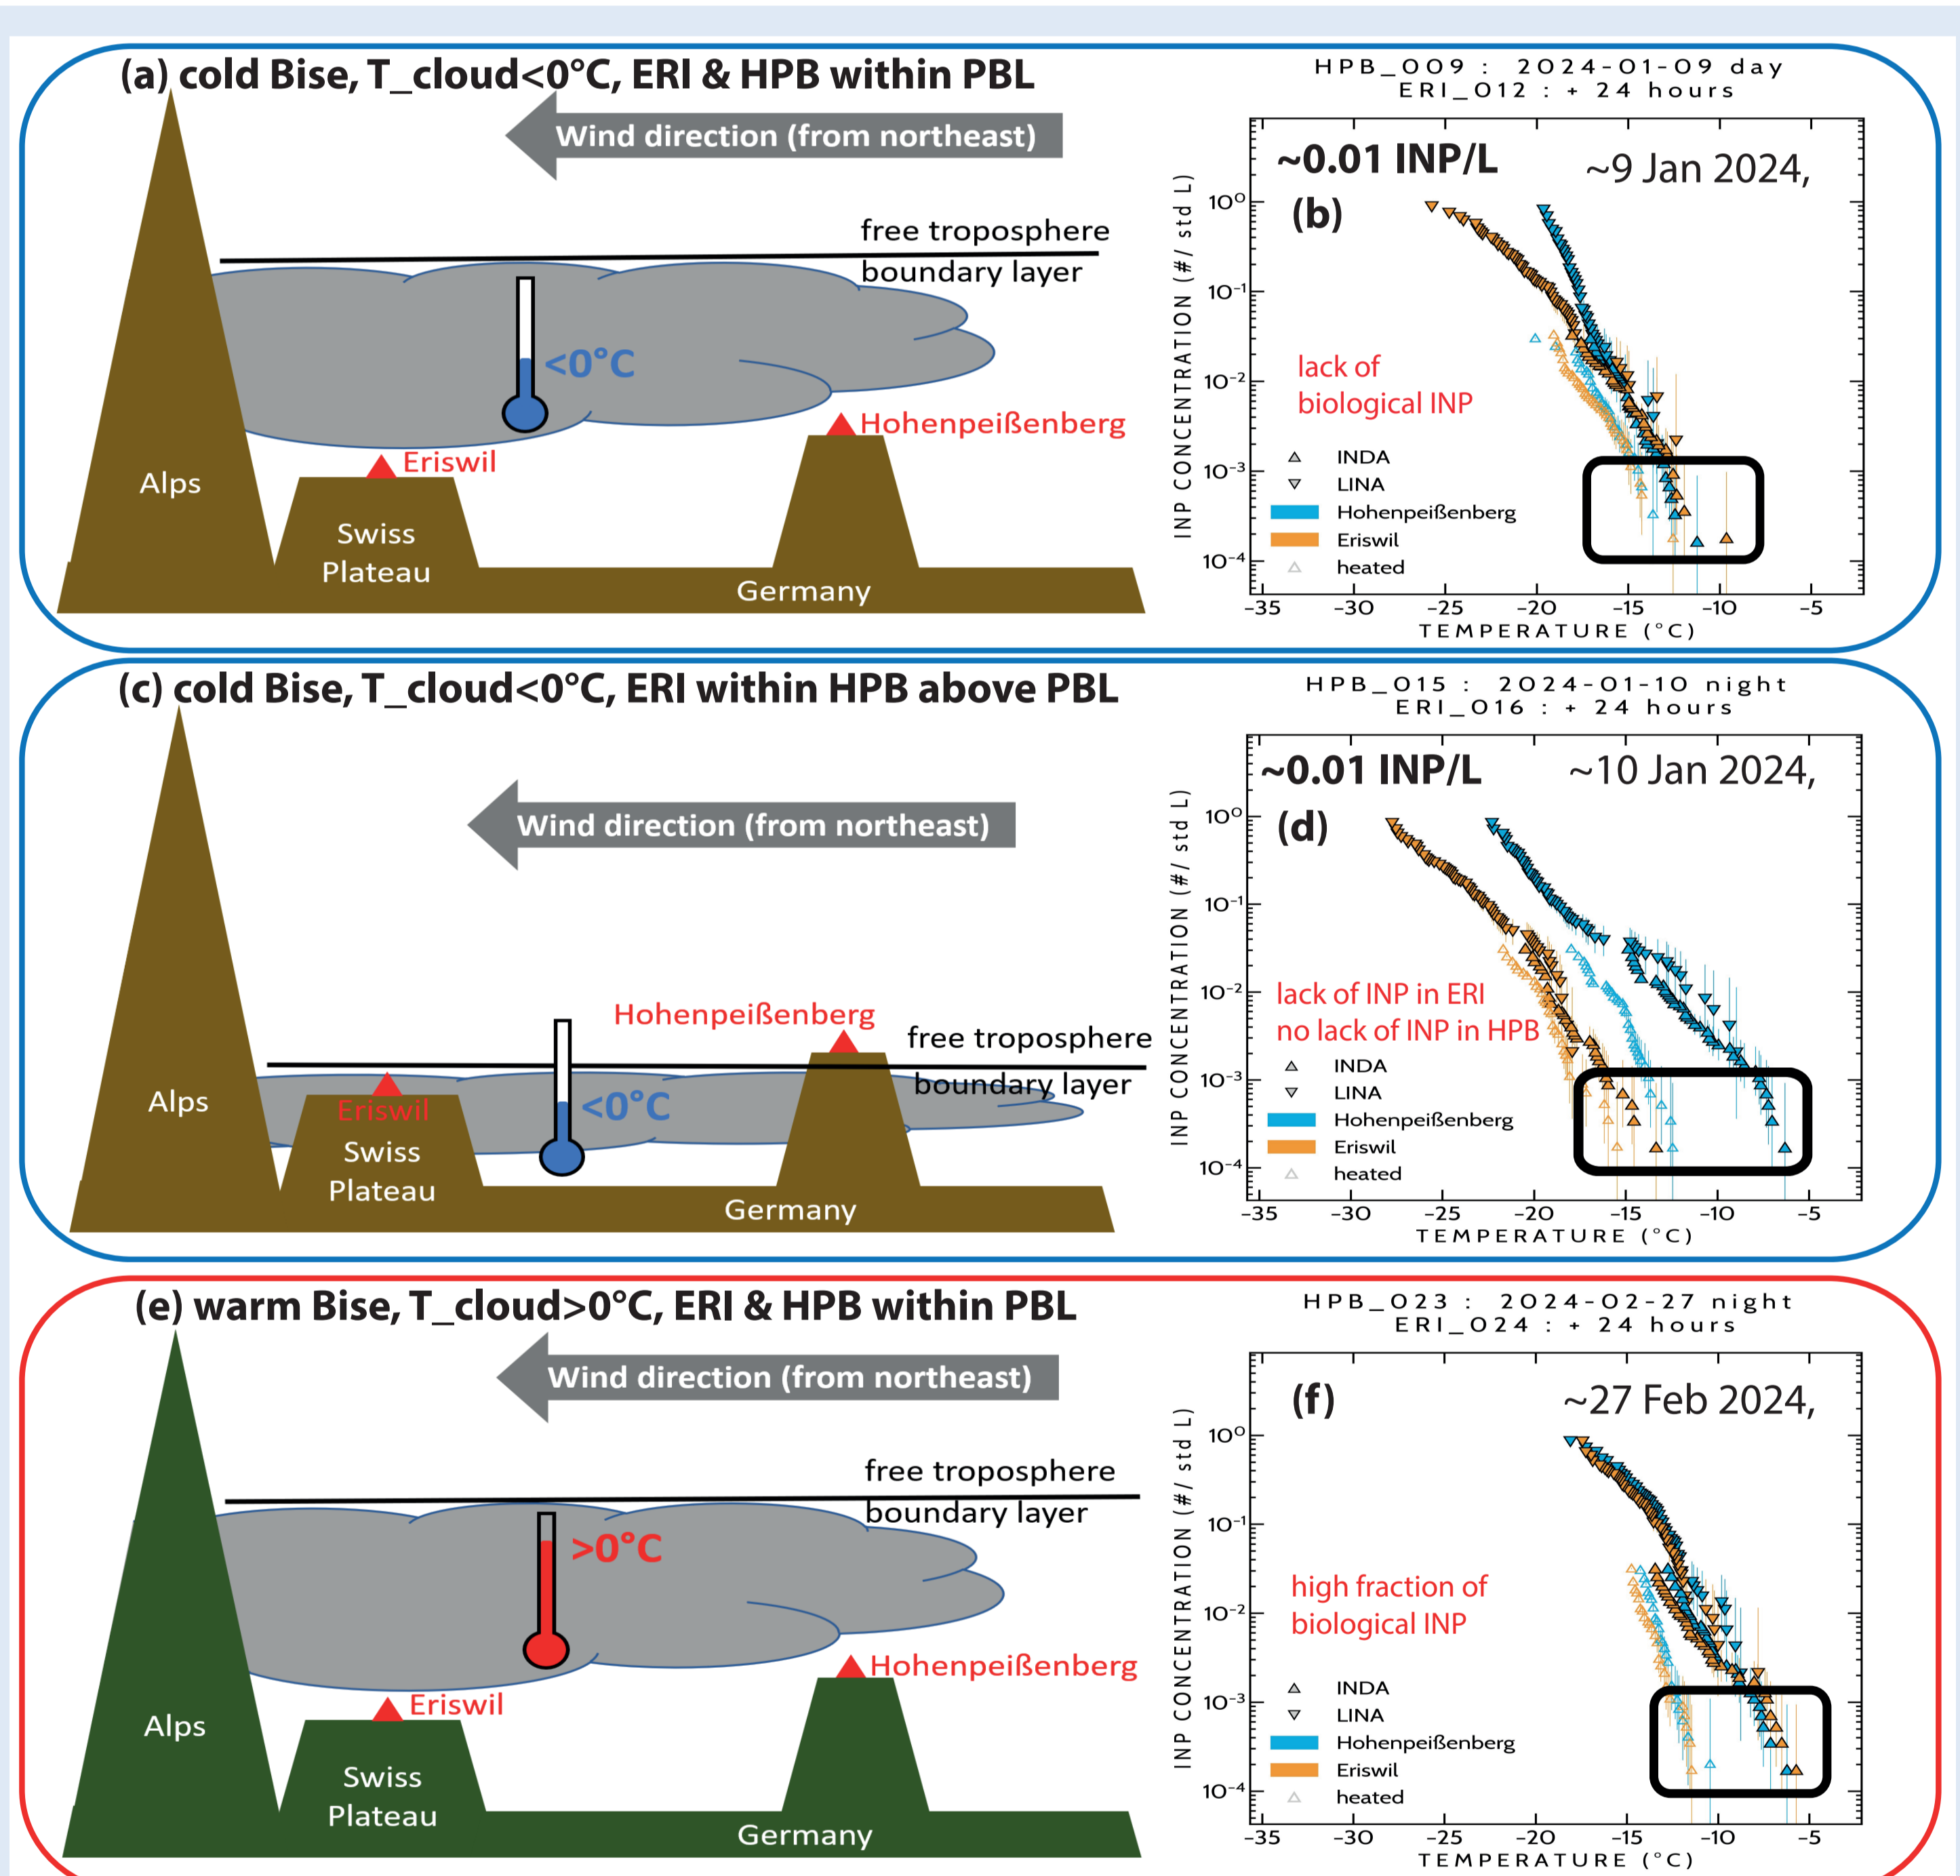 (a) cold Bise, T_cloud<0°C, ERI & HPB within PBL
Wind direction (from northeast)
free troposphere
boundary layer
<0°C
Hohenpeißenberg
Eriswil
Alps
Swiss
Plateau
Germany
HPB_009 : 2024-01-09 day
ERI_012 : + 24 hours
~0.01 INP/L
~9 Jan 2024,
(b)
lack of
biological INP
INDA
LINA
Hohenpeißenberg
Eriswil
heated
INP CONCENTRATION (#/ std L)
10⁰
10⁻¹
10⁻²
10⁻³
10⁻⁴
-35 -30 -25 -20 -15 -10 -5
TEMPERATURE (°C)
(c) cold Bise, T_cloud<0°C, ERI within HPB above PBL
Wind direction (from northeast)
Hohenpeißenberg
free troposphere
boundary layer
<0°C
Eriswil
Alps
Swiss
Plateau
Germany
HPB_015 : 2024-01-10 night
ERI_016 : + 24 hours
~0.01 INP/L
~10 Jan 2024,
(d)
lack of INP in ERI
no lack of INP in HPB
INDA
LINA
Hohenpeißenberg
Eriswil
heated
INP CONCENTRATION (#/ std L)
10⁰
10⁻¹
10⁻²
10⁻³
10⁻⁴
-35 -30 -25 -20 -15 -10 -5
TEMPERATURE (°C)
(e) warm Bise, T_cloud>0°C, ERI & HPB within PBL
Wind direction (from northeast)
free troposphere
boundary layer
>0°C
Hohenpeißenberg
Eriswil
Alps
Swiss
Plateau
Germany
HPB_023 : 2024-02-27 night
ERI_024 : + 24 hours
(f)
~27 Feb 2024,
high fraction of
biological INP
INDA
LINA
Hohenpeißenberg
Eriswil
heated
INP CONCENTRATION (#/ std L)
10⁰
10⁻¹
10⁻²
10⁻³
10⁻⁴
-35 -30 -25 -20 -15 -10 -5
TEMPERATURE (°C)